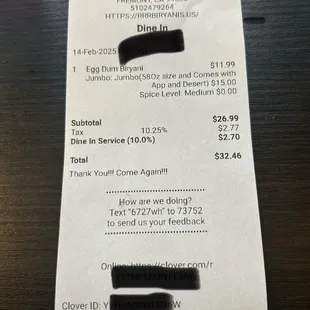 FREMONT, CA
5102479264
HTTPS://RRRBIRYANIS.US/
Dine In
14-Feb-2025
1 Egg Dum Biryani $11.99
Jumbo: Jumbo(58Oz size and Comes with
App and Desert) $15.00
Spice Level: Medium $0.00
Subtotal $26.99
Tax 10.25% $2.77
Dine In Service (10.0%) $2.70
Total $32.46
Thank You!!! Come Again!!!
How are we doing?
Text "6727wh" to 73752
to send us your feedback
Online: https://clover.com/r
Clover ID: